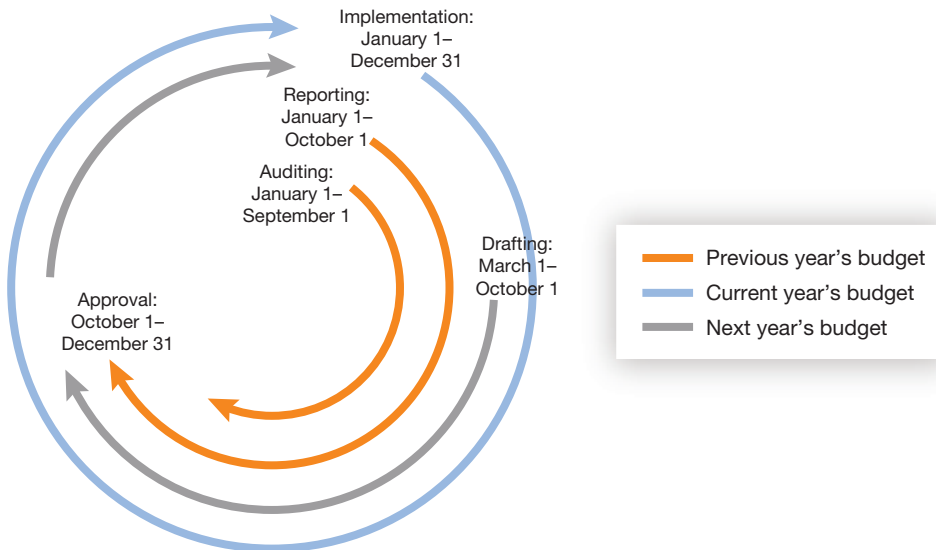 Implementation:
January 1–
December 31
Reporting:
January 1–
October 1
Auditing:
January 1–
September 1
Drafting:
March 1–
October 1
Approval:
October 1–
December 31
Previous year's budget
Current year's budget
Next year's budget